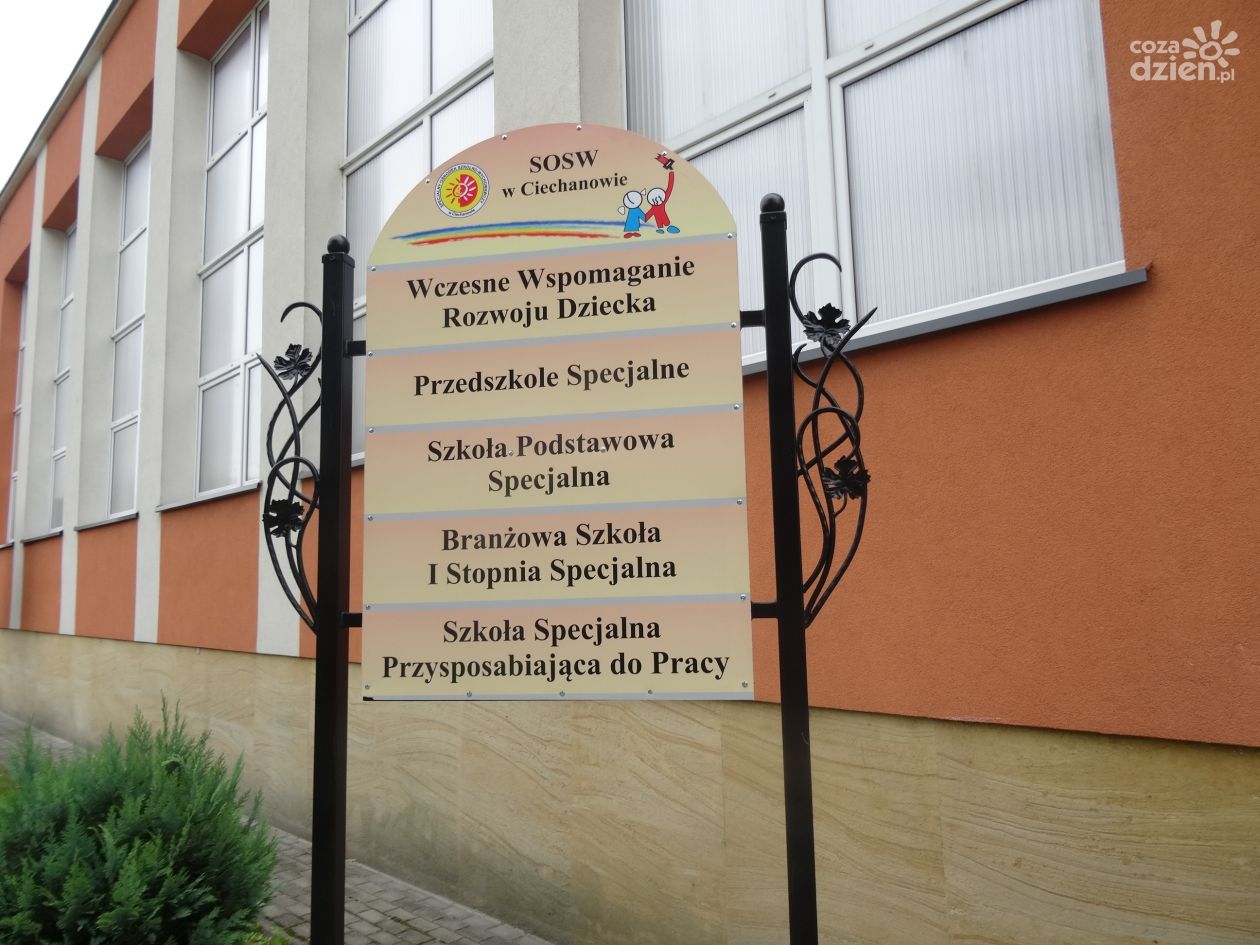 coza
dzien.pl
SOSW
w Ciechanowie
w Ciechanowie
Wczesne Wspomaganie
Rozwoju Dziecka
Przedszkole Specjalne
Szkoła Podstawowa
Specjalna
Branżowa Szkoła
I Stopnia Specjalna
Szkoła Specjalna
Przysposabiająca do Pracy